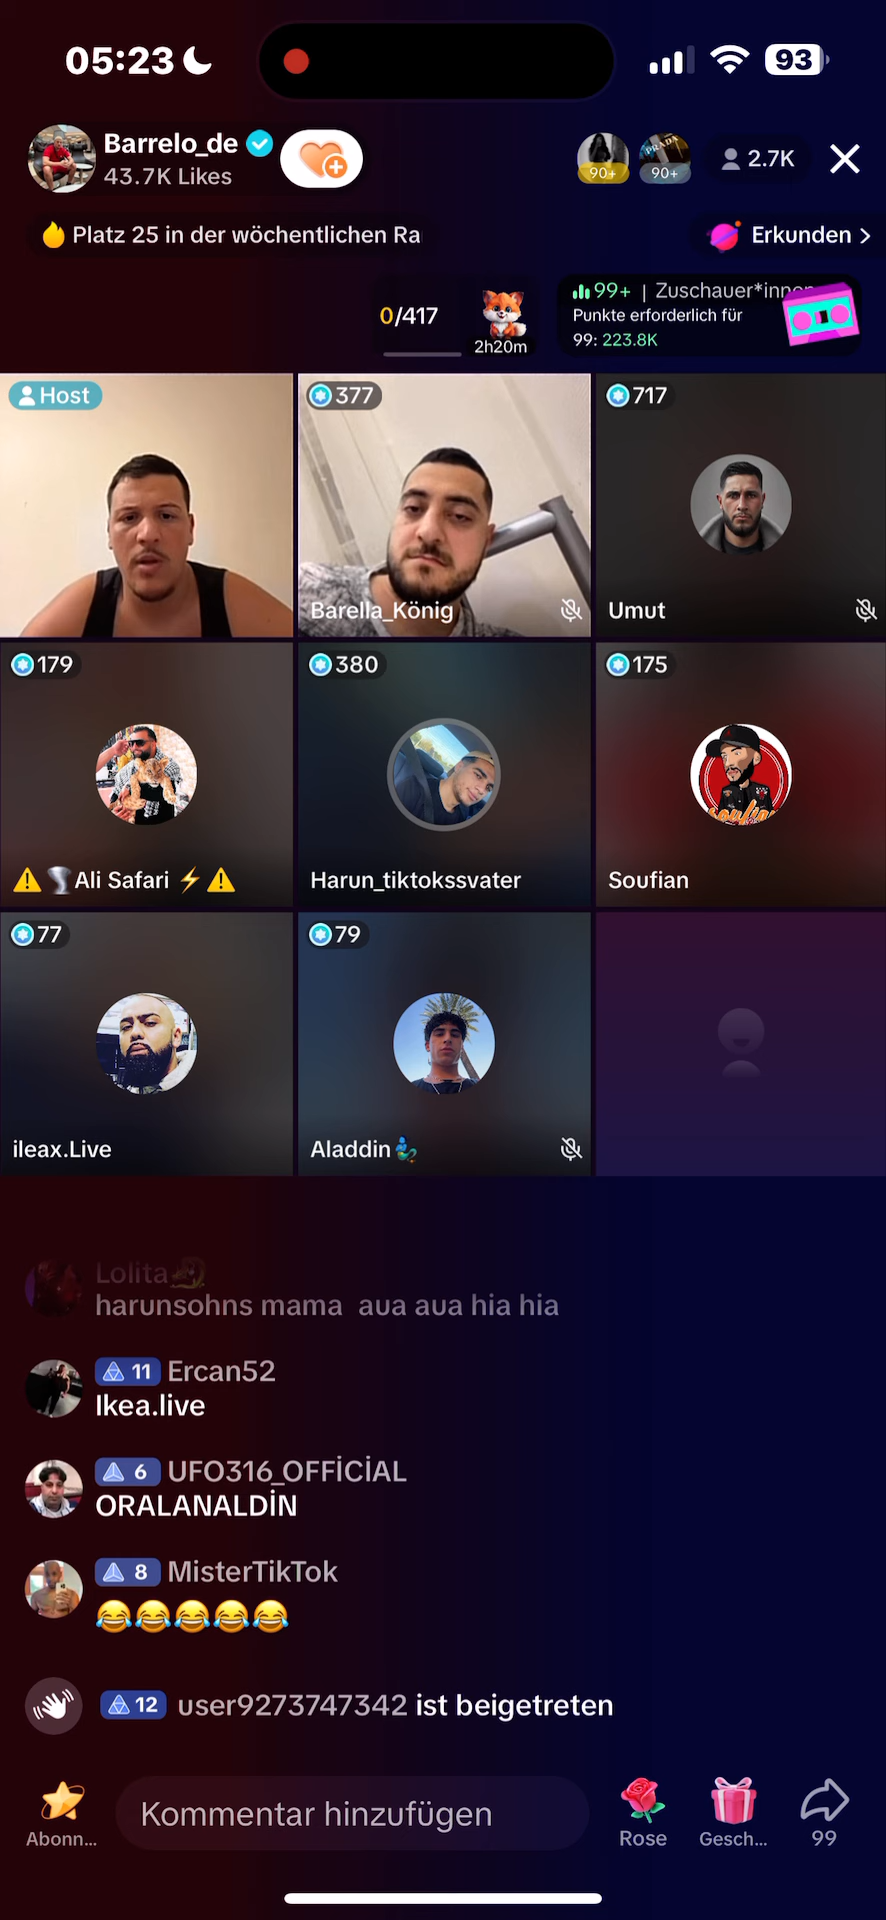 05:23
93
Barrelo_de
43.7K Likes
90+
90+
2.7K
Platz 25 in der wöchentlichen Ra
Erkunden >
0/417
2h20m
99+ | Zuschauer*innen
Punkte erforderlich für
99: 223.8K
Host
377
717
Barella_König
Umut
179
380
175
⚠️🌪️Ali Safari ⚡⚠️
Harun_tiktokssvater
Soufian
77
79
ileax.Live
Aladdin🧞‍♂️
Lolita
harunsohns mama aua aua hia hia
11 Ercan52
Ikea.live
6 UFO316_OFFİCİAL
ORALANALDİN
8 MisterTikTok
😂😂😂😂😂
12 user9273747342 ist beigetreten
Abonn...
Kommentar hinzufügen
Rose
Gesch...
99